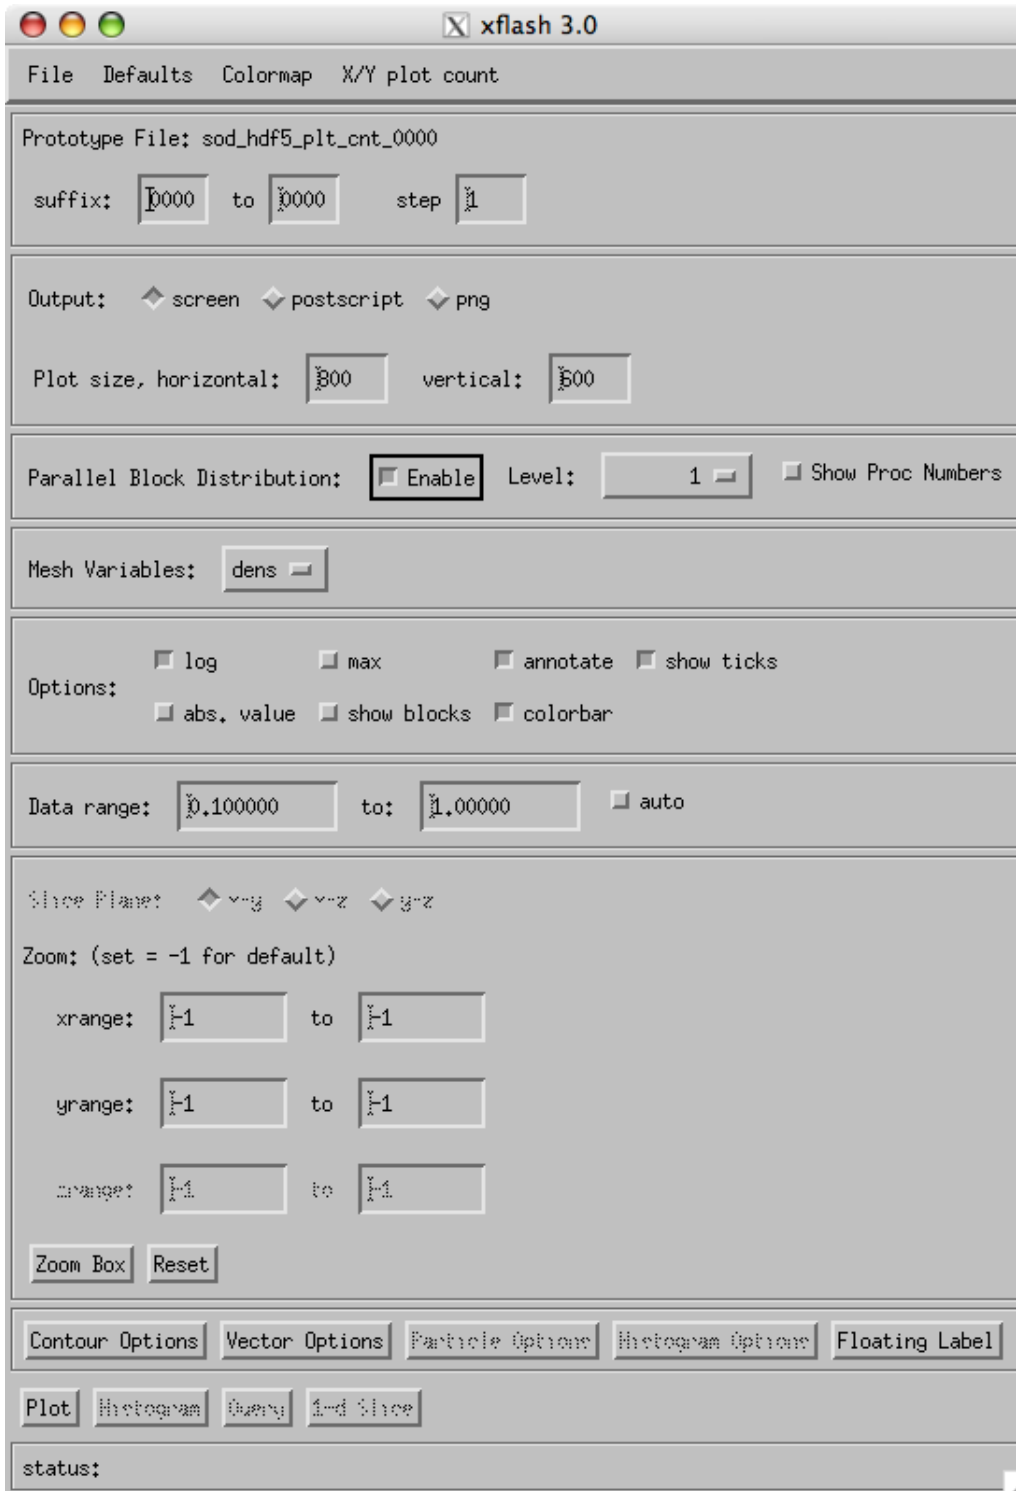 xflash 3.0
File Defaults Colormap X/Y plot count
Prototype File: sod_hdf5_plt_cnt_0000
suffix: 0000 to 0000 step 1
Output: screen postscript png
Plot size, horizontal: 800 vertical: 600
Parallel Block Distribution: Enable Level: 1 Show Proc Numbers
Mesh Variables: dens
log max annotate show ticks
Options:
abs. value show blocks colorbar
Data range: 0.100000 to: 1.00000 auto
Slice Plane: x-y x-z y-z
Zoom: (set = -1 for default)
xrange: -1 to -1
yrange: -1 to -1
zrange: -1 to -1
Zoom Box Reset
Contour Options Vector Options Particle Options Histogram Options Floating Label
Plot Histogram Query 1-d Slice
status: